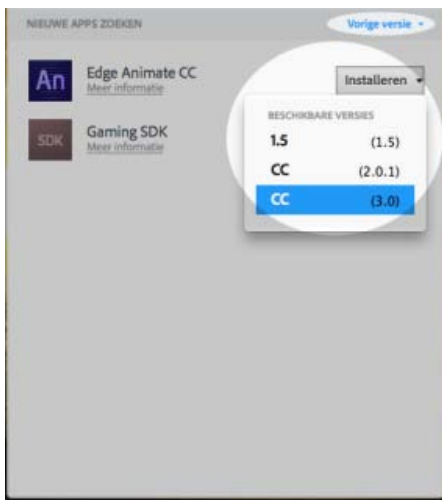 NIEUWE APPS ZOEKEN Vorige versie
An Edge Animate CC Installeren
Meer informatie
BESCHIKBARE VERSIES
SDK Gaming SDK
Meer informatie
1.5 (1.5)
CC (2.0.1)
CC (3.0)